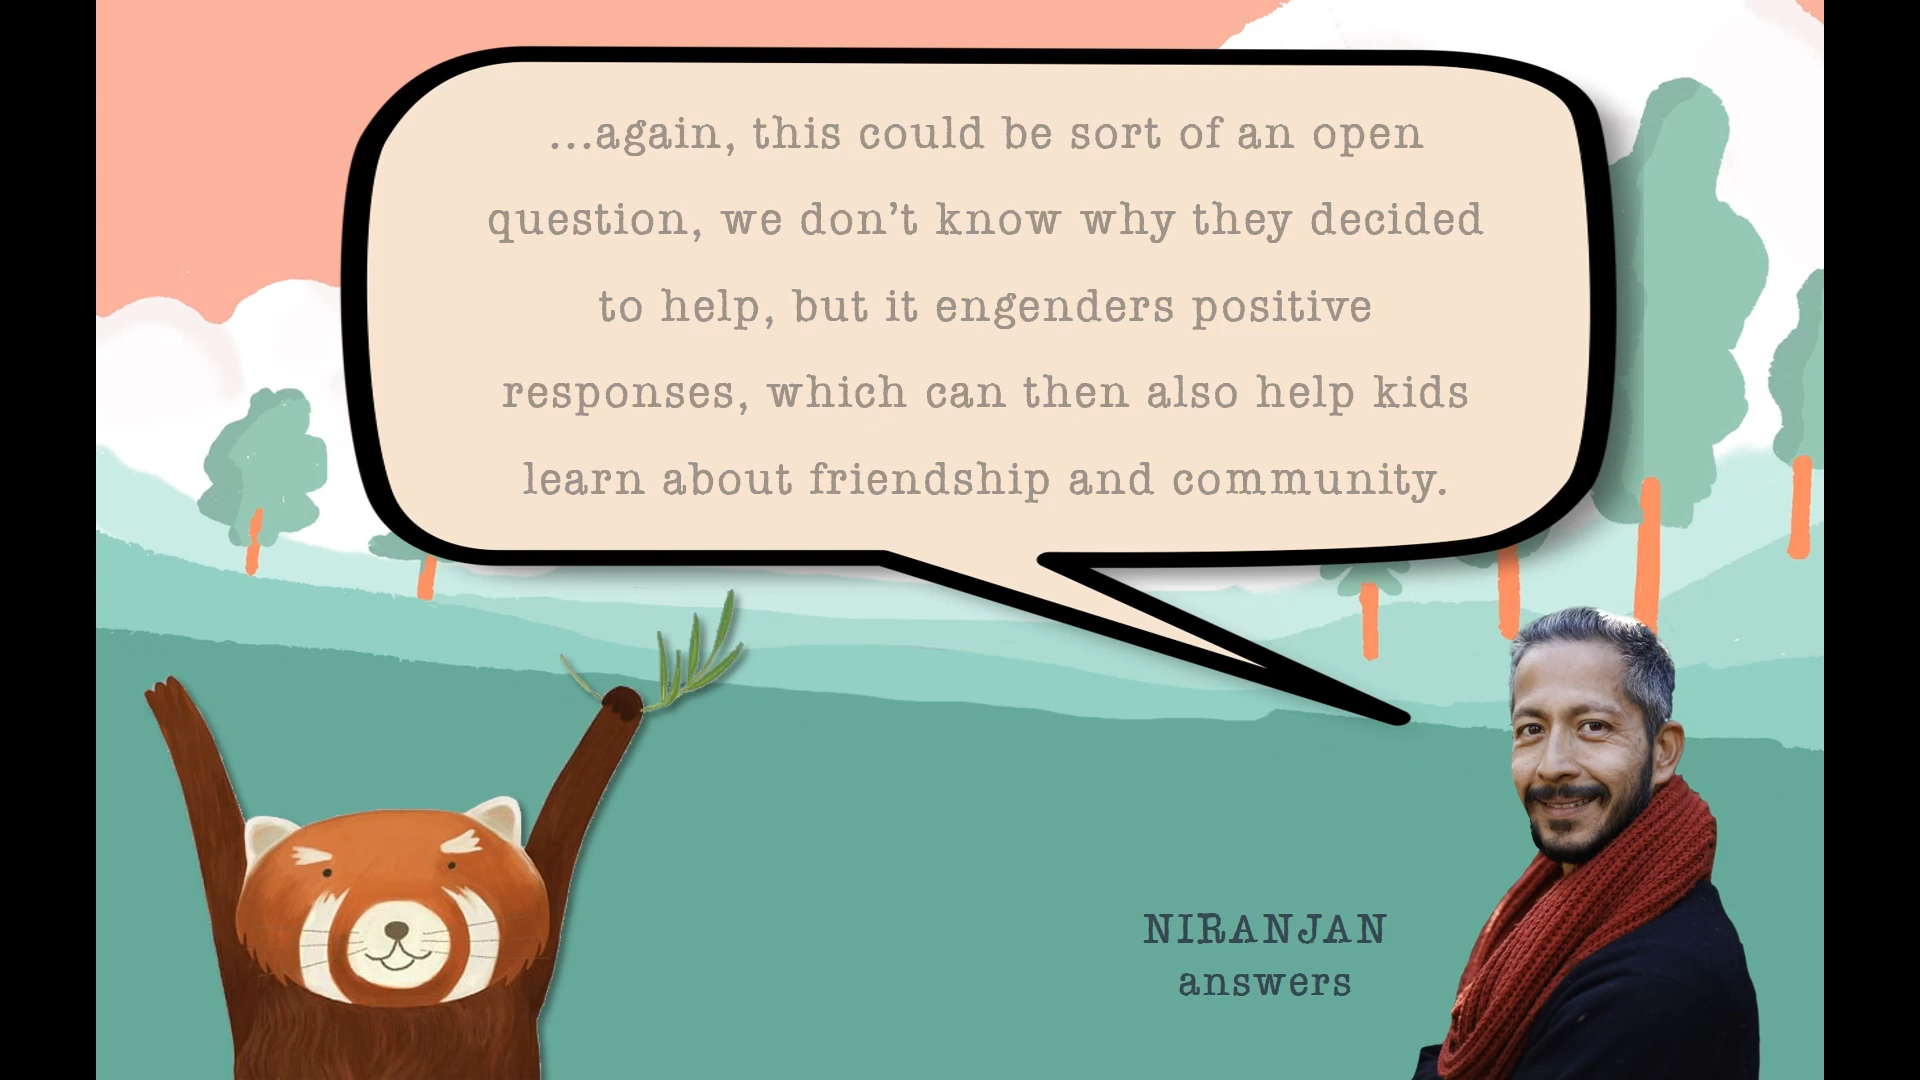 ...again, this could be sort of an open
question, we don’t know why they decided
to help, but it engenders positive
responses, which can then also help kids
learn about friendship and community.
NIRANJAN
answers